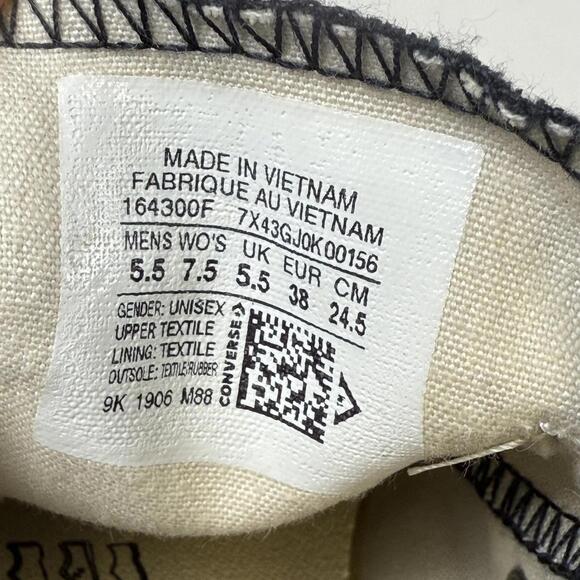 MADE IN VIETNAM
FABRIQUE AU VIETNAM
164300F 7X43GJ0K00156
MENS WO'S UK EUR CM
5.5 7.5 5.5 38 24.5
GENDER: UNISEX
UPPER TEXTILE
LINING: TEXTILE
OUTSOLE: TEXTILE/RUBBER
9K 1906 M88
CONVERSE